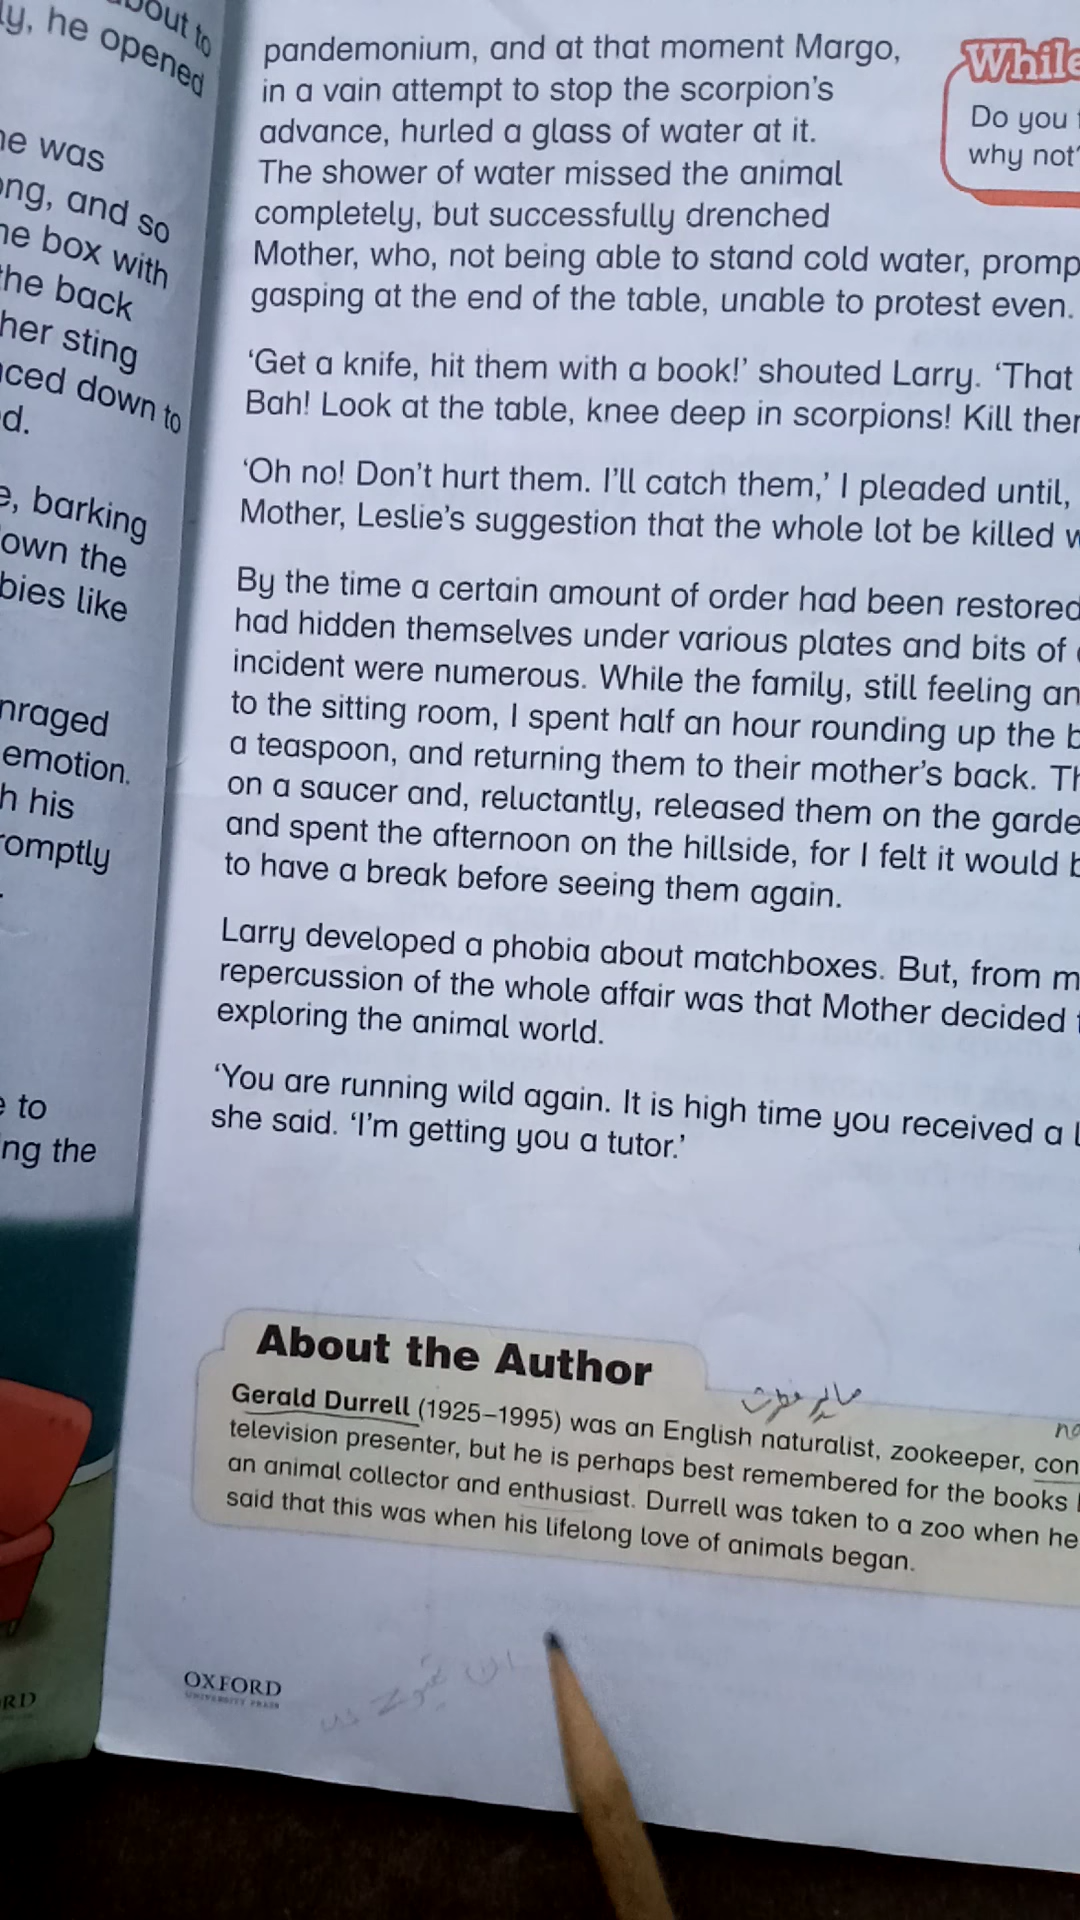 bout to
ly, he opened
he was
ong, and so
he box with
the back
her sting
nced down to
d.
e, barking
own the
bies like
nraged
emotion.
h his
romptly
e to
ng the
RD
pandemonium, and at that moment Margo,
in a vain attempt to stop the scorpion's
advance, hurled a glass of water at it.
The shower of water missed the animal
completely, but successfully drenched
Mother, who, not being able to stand cold water, promp
gasping at the end of the table, unable to protest even.
‘Get a knife, hit them with a book!’ shouted Larry. ‘That
Bah! Look at the table, knee deep in scorpions! Kill ther
‘Oh no! Don’t hurt them. I’ll catch them,’ I pleaded until,
Mother, Leslie’s suggestion that the whole lot be killed w
By the time a certain amount of order had been restored
had hidden themselves under various plates and bits of
incident were numerous. While the family, still feeling an
to the sitting room, I spent half an hour rounding up the b
a teaspoon, and returning them to their mother’s back. Th
on a saucer and, reluctantly, released them on the garde
and spent the afternoon on the hillside, for I felt it would b
to have a break before seeing them again.
Larry developed a phobia about matchboxes. But, from m
repercussion of the whole affair was that Mother decided
exploring the animal world.
‘You are running wild again. It is high time you received a l
she said. ‘I’m getting you a tutor.’
While
Do you
why not?
About the Author
Gerald Durrell (1925–1995) was an English naturalist, zookeeper, con
television presenter, but he is perhaps best remembered for the books
an animal collector and enthusiast. Durrell was taken to a zoo when he
said that this was when his lifelong love of animals began.
OXFORD
UNIVERSITY PRESS